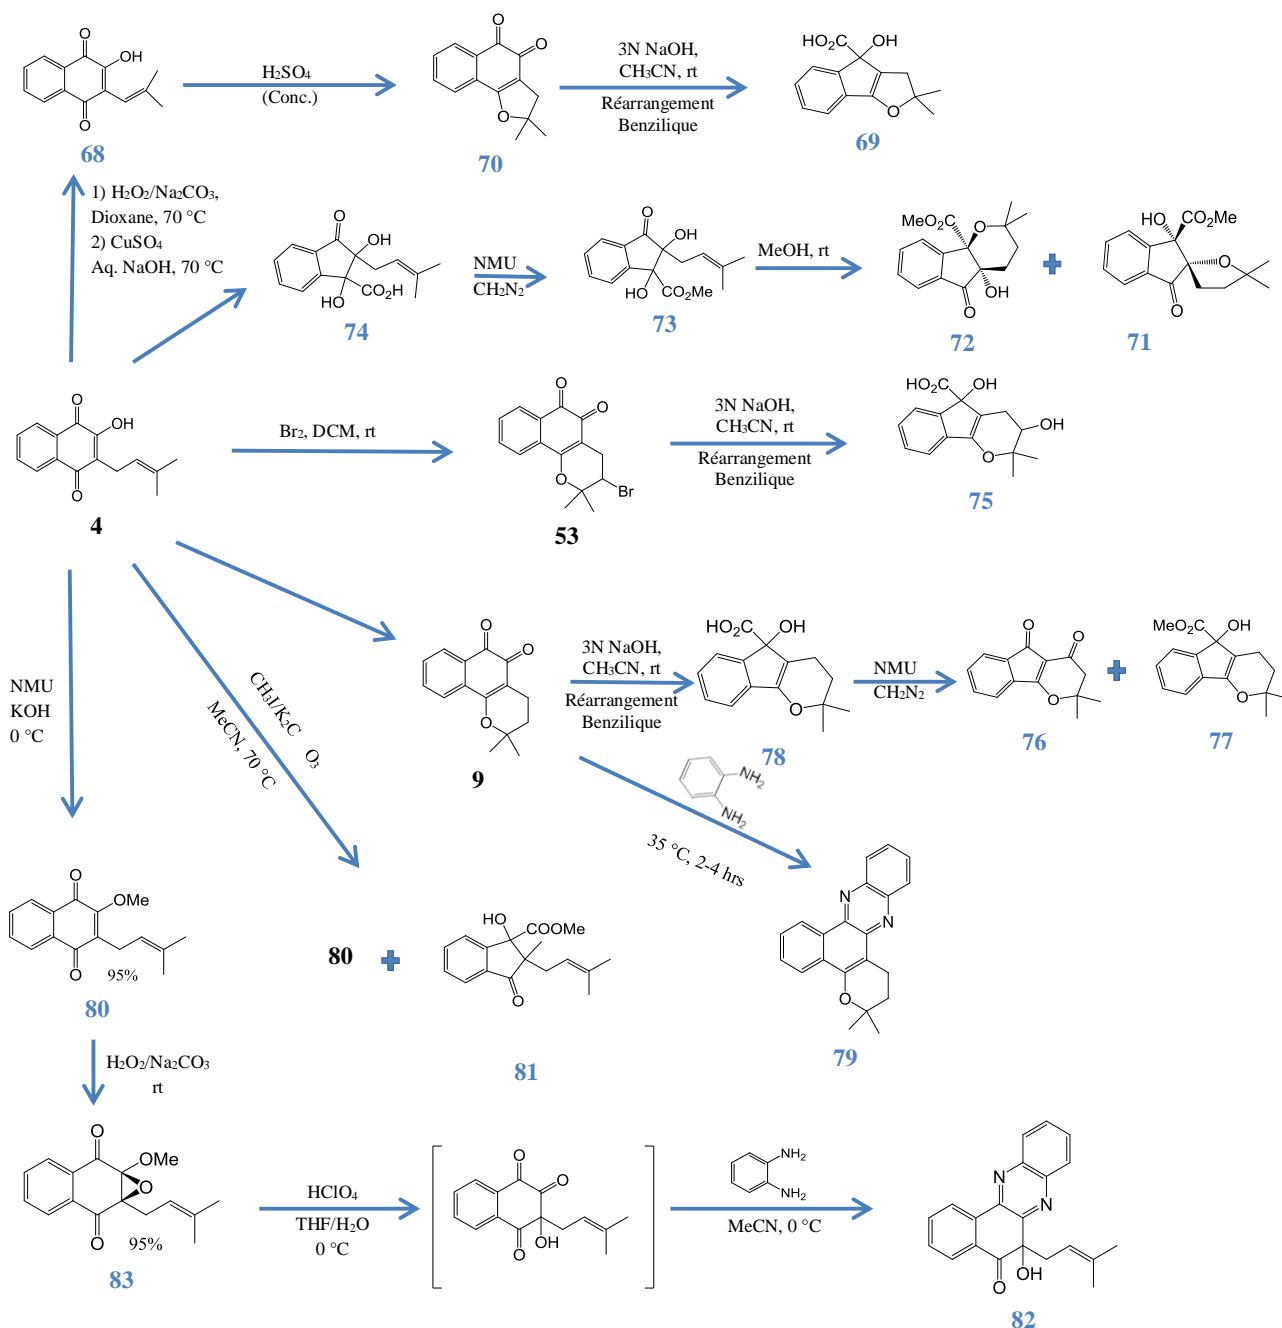 O
OH
O
68
H2SO4
(Conc.)
O
O
O
70
3N NaOH,
CH3CN, rt
Réarrangement
Benzilique
HO2C OH
O
69
1) H2O2/Na2CO3,
Dioxane, 70 °C
2) CuSO4
Aq. NaOH, 70 °C
O
OH
CO2H
OH
74
NMU
CH2N2
O
OH
HO
CO2Me
73
MeOH, rt
MeO2C
O
OH
O
72
+
HO
CO2Me
O
O
71
O
OH
O
4
Br2, DCM, rt
O
O
O
Br
53
3N NaOH,
CH3CN, rt
Réarrangement
Benzilique
HO2C OH
OH
O
75
NMU
KOH
0 °C
CH3I/K2C O3
MeCN, 70 °C
O
O
O
9
3N NaOH,
CH3CN, rt
Réarrangement
Benzilique
HO2C OH
O
78
NMU
CH2N2
O
O
O
76
+
MeO2C OH
O
77
NH2
NH2
35 °C, 2-4 hrs
N
N
O
79
O
OMe
O
95%
80
80
+
HO
COOMe
O
81
H2O2/Na2CO3
rt
O
OMe
O
O
95%
83
HClO4
THF/H2O
0 °C
O
O
OH
O
NH2
NH2
MeCN, 0 °C
N
N
OH
O
82